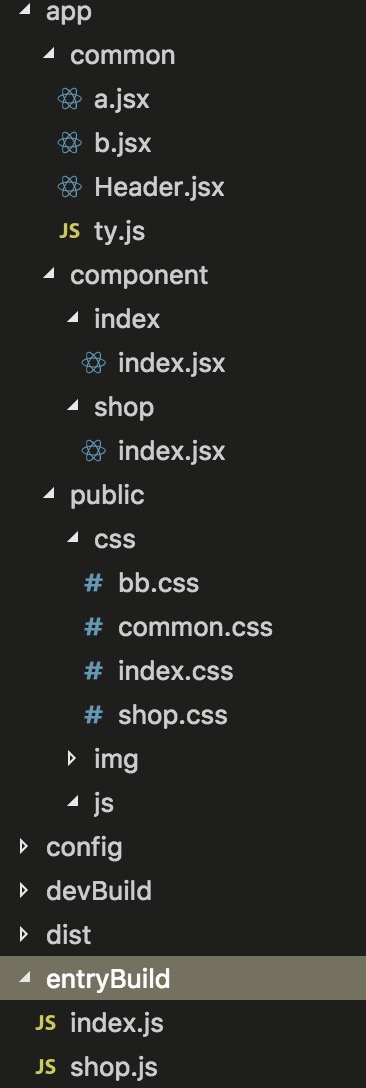 app
common
a.jsx
b.jsx
Header.jsx
JS ty.js
component
index
index.jsx
shop
index.jsx
public
css
# bb.css
# common.css
# index.css
# shop.css
img
js
config
devBuild
dist
entryBuild
JS index.js
JS shop.js